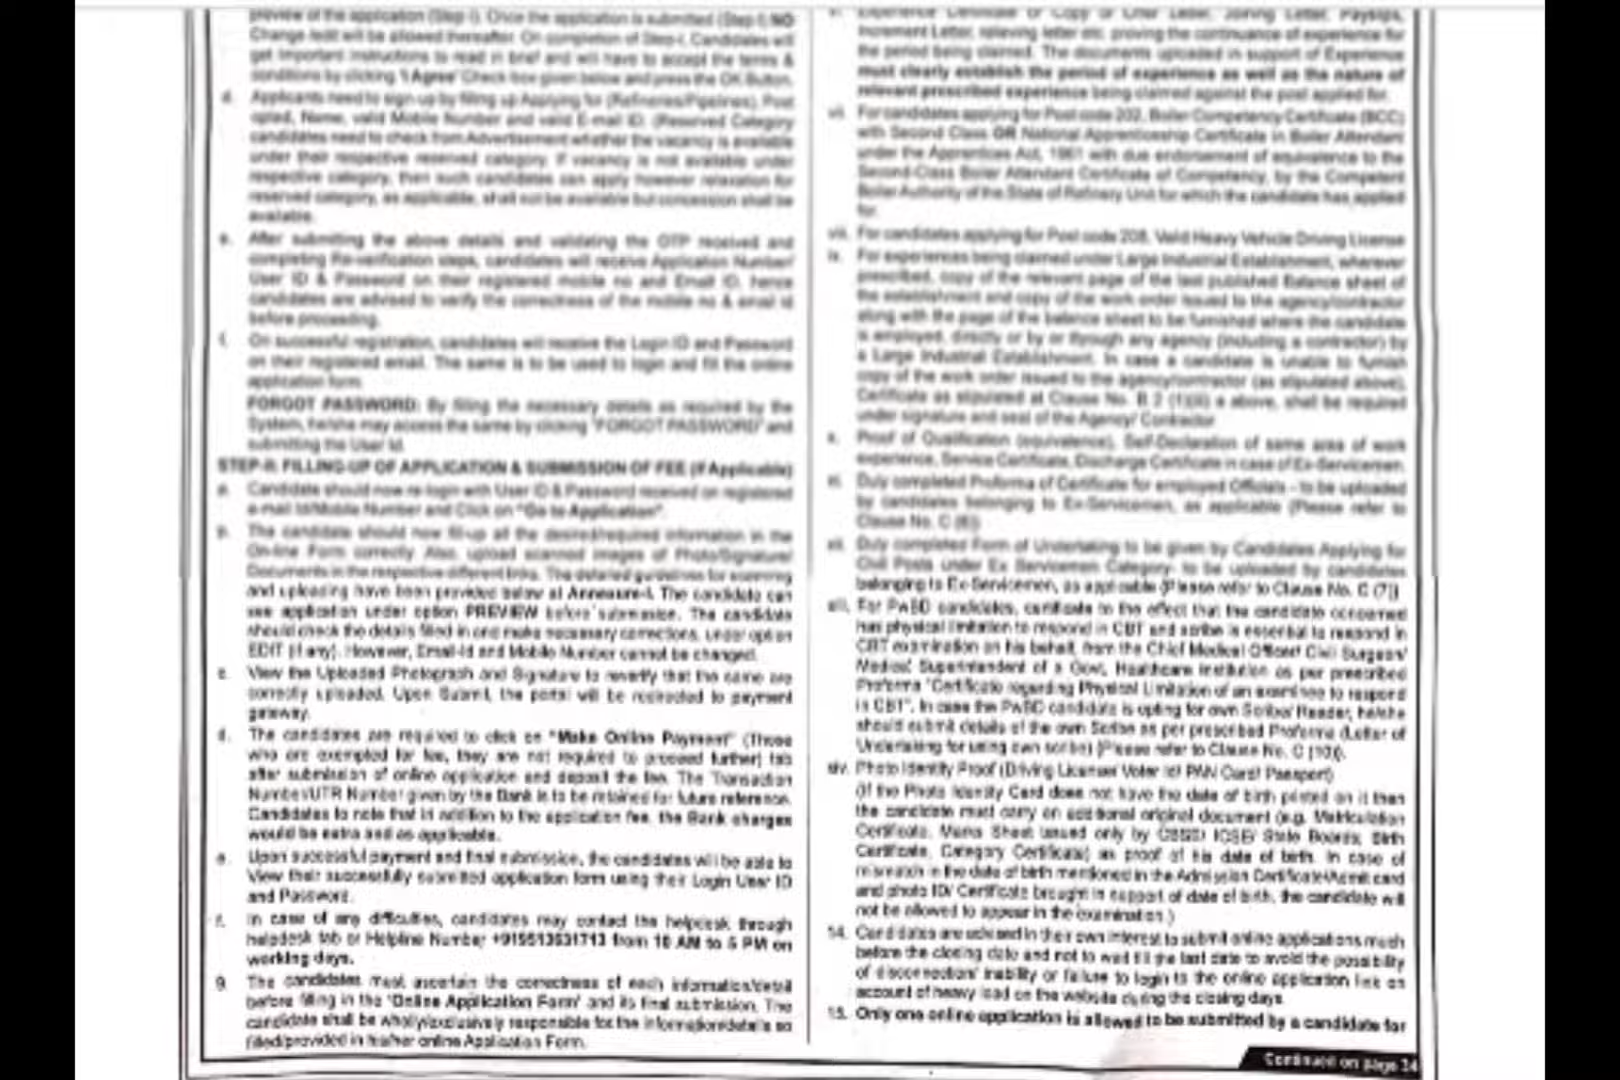 preview of the application (Step I). Once the application is submitted (Step I) NO
Change /edit will be allowed thereafter. On completion of Step-I, Candidates will
get important instructions to read in brief and will have to accept the terms &
conditions by clicking 'I Agree' Check box given below and press the OK Button.
d. Applicants need to sign up by filling up Applying for (Refineries/Pipelines), Post
opted, Name, valid Mobile Number and valid E-mail ID. (Reserved Category
candidates need to check from Advertisement whether the vacancy is available
under their respective reserved category. If vacancy is not available under
respective category, then such candidates can apply however relaxation for
reserved category, as applicable, shall not be available but concession shall be
available.
e. After submitting the above details and validating the OTP received and
completing Re-verification steps, candidates will receive Application Number/
User ID & Password on their registered mobile no and Email ID, hence
candidates are advised to verify the correctness of the mobile no & email id
before proceeding.
f. On successful registration, candidates will receive the Login ID and Password
on their registered email. The same is to be used to login and fill the online
application form.
FORGOT PASSWORD: By filling the necessary details as required by the
System, he/she may access the same by clicking "FORGOT PASSWORD" and
submitting the User Id.
STEP-II: FILLING-UP OF APPLICATION & SUBMISSION OF FEE (If Applicable)
a. Candidate should now re-login with User ID & Password received on registered
e-mail Id/Mobile Number and Click on "Go to Application".
b. The candidate should now fill-up all the desired/required information in the
On-line Form correctly. Also, upload scanned images of Photo/Signature/
Documents in the respective different links. The detailed guidelines for scanning
and uploading have been provided below at Annexure-I. The candidate can
see application under option PREVIEW before submission. The candidate
should check the details filled in and make necessary corrections, under option
EDIT (if any). However, Email-Id and Mobile Number cannot be changed.
c. View the Uploaded Photograph and Signature to reverify that the same are
correctly uploaded. Upon Submit, the portal will be redirected to payment
gateway.
d. The candidates are required to click on "Make Online Payment" (Those
who are exempted for fee, they are not required to proceed further) tab
after submission of online application and deposit the fee. The Transaction
Number/UTR Number given by the Bank is to be retained for future reference.
Candidates to note that in addition to the application fee, the Bank charges
would be extra and as applicable.
e. Upon successful payment and final submission, the candidates will be able to
View their successfully submitted application form using their Login User ID
and Password.
f. In case of any difficulties, candidates may contact the helpdesk through
helpdesk tab or Helpline Number +919513631713 from 10 AM to 5 PM on
working days.
g. The candidates must ascertain the correctness of each information/detail
before filling in the 'Online Application Form' and its final submission. The
candidate shall be wholly/exclusively responsible for the information/details so
filled/provided in his/her online Application Form.
Increment Letter, relieving letter etc. proving the continuance of experience for
the period being claimed. The documents uploaded in support of Experience
must clearly establish the period of experience as well as the nature of
relevant prescribed experience being claimed against the post applied for.
vii. For candidates applying for Post code 202, Boiler Competency Certificate (BCC)
with Second Class OR National Apprenticeship Certificate in Boiler Attendant
under the Apprentices Act, 1961 with due endorsement of equivalence to the
Second-Class Boiler Attendant Certificate of Competency, by the Competent
Boiler Authority of the State of Refinery Unit for which the candidate has applied
for.
viii. For candidates applying for Post code 208, Valid Heavy Vehicle Driving License
ix. For experiences being claimed under Large Industrial Establishment, wherever
prescribed, copy of the relevant page of the last published Balance sheet of
the establishment and copy of the work order issued to the agency/contractor
along with the page of the balance sheet to be furnished where the candidate
is employed, directly or by or through any agency (including a contractor) by
a Large Industrial Establishment. In case a candidate is unable to furnish
copy of the work order issued to the agency/contractor (as stipulated above),
Certificate as stipulated at Clause No. B 2 above, shall be required
under signature and seal of the Agency/ Contractor
x. Proof of Qualification (equivalence), Self-Declaration of same area of work
experience, Service Certificate, Discharge Certificate in case of Ex-Servicemen.
xi. Duly completed Proforma of Certificate for employed Officials - to be uploaded
by candidates belonging to Ex-Servicemen, as applicable (Please refer to
Clause No. C (6))
xii. Duly completed Form of Undertaking to be given by Candidates Applying for
Civil Posts under Ex Servicemen Category- to be uploaded by candidates
belonging to Ex-Servicemen, as applicable (Please refer to Clause No. C (7))
xiii. For PwBD candidates, certificate to the effect that the candidate concerned
has physical limitation to respond in CBT and scribe is essential to respond in
CBT examination on his behalf, from the Chief Medical Officer/ Civil Surgeon/
Medical Superintendent of a Govt. Healthcare Institution as per prescribed
Proforma "Certificate regarding Physical Limitation of an examinee to respond
in CBT". In case the PwBD candidate is opting for own Scribe/ Reader, he/she
should submit details of the own Scribe as per prescribed Proforma (Letter of
Undertaking for using own scribe) (Please refer to Clause No. C (10)).
xiv. Photo Identity Proof (Driving License/ Voter Id/ PAN Card/ Passport)
(If the Photo Identity Card does not have the date of birth printed on it then
the candidate must carry an additional original document (e.g. Matriculation
Certificate, Marks Sheet issued only by CBSE/ ICSE/ State Boards; Birth
Certificate, Category Certificate) as proof of his date of birth. In case of
mismatch in the date of birth mentioned in the Admission Certificate/Admit card
and photo ID/ Certificate brought in support of date of birth, the candidate will
not be allowed to appear in the examination.)
14. Candidates are advised in their own interest to submit online applications much
before the closing date and not to wait till the last date to avoid the possibility
of disconnection/ inability or failure to login to the online application link on
account of heavy load on the website during the closing days.
15. Only one online application is allowed to be submitted by a candidate for
Continued on page 34